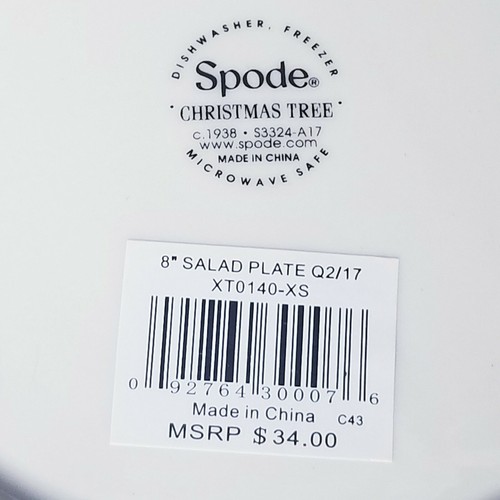 DISHWASHER, FREEZER
Spode®
· CHRISTMAS TREE ·
c.1938 · S3324-A17
www.spode.com
MADE IN CHINA
MICROWAVE SAFE
8" SALAD PLATE Q2/17
XT0140-XS
0 92764 30007 6
Made in China C43
MSRP $34.00